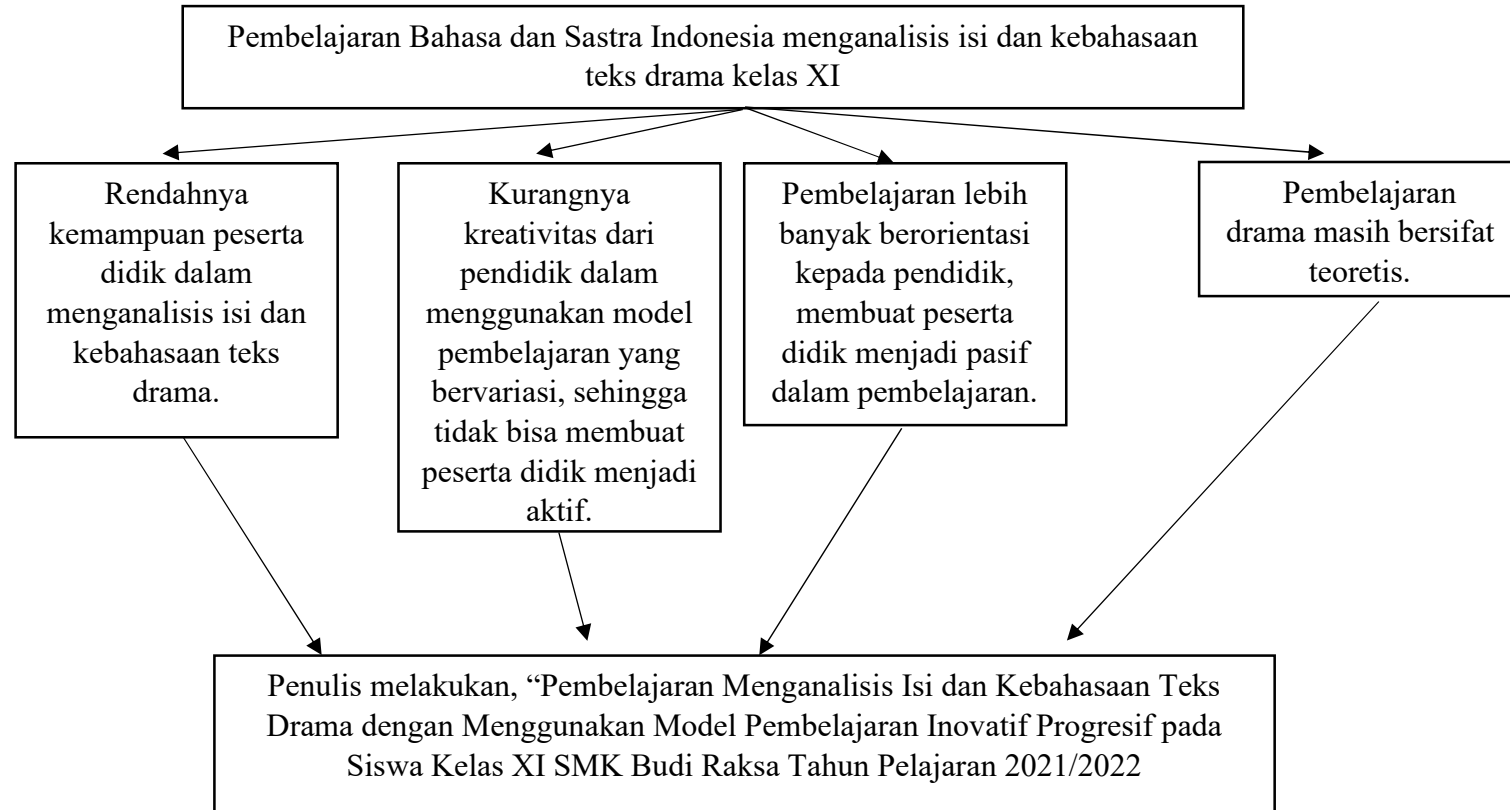 Pembelajaran Bahasa dan Sastra Indonesia menganalisis isi dan kebahasaan
teks drama kelas XI
Rendahnya
kemampuan peserta
didik dalam
menganalisis isi dan
kebahasaan teks
drama.
Kurangnya
kreativitas dari
pendidik dalam
menggunakan model
pembelajaran yang
bervariasi, sehingga
tidak bisa membuat
peserta didik menjadi
aktif.
Pembelajaran lebih
banyak berorientasi
kepada pendidik,
membuat peserta
didik menjadi pasif
dalam pembelajaran.
Pembelajaran
drama masih bersifat
teoretis.
Penulis melakukan, “Pembelajaran Menganalisis Isi dan Kebahasaan Teks
Drama dengan Menggunakan Model Pembelajaran Inovatif Progresif pada
Siswa Kelas XI SMK Budi Raksa Tahun Pelajaran 2021/2022